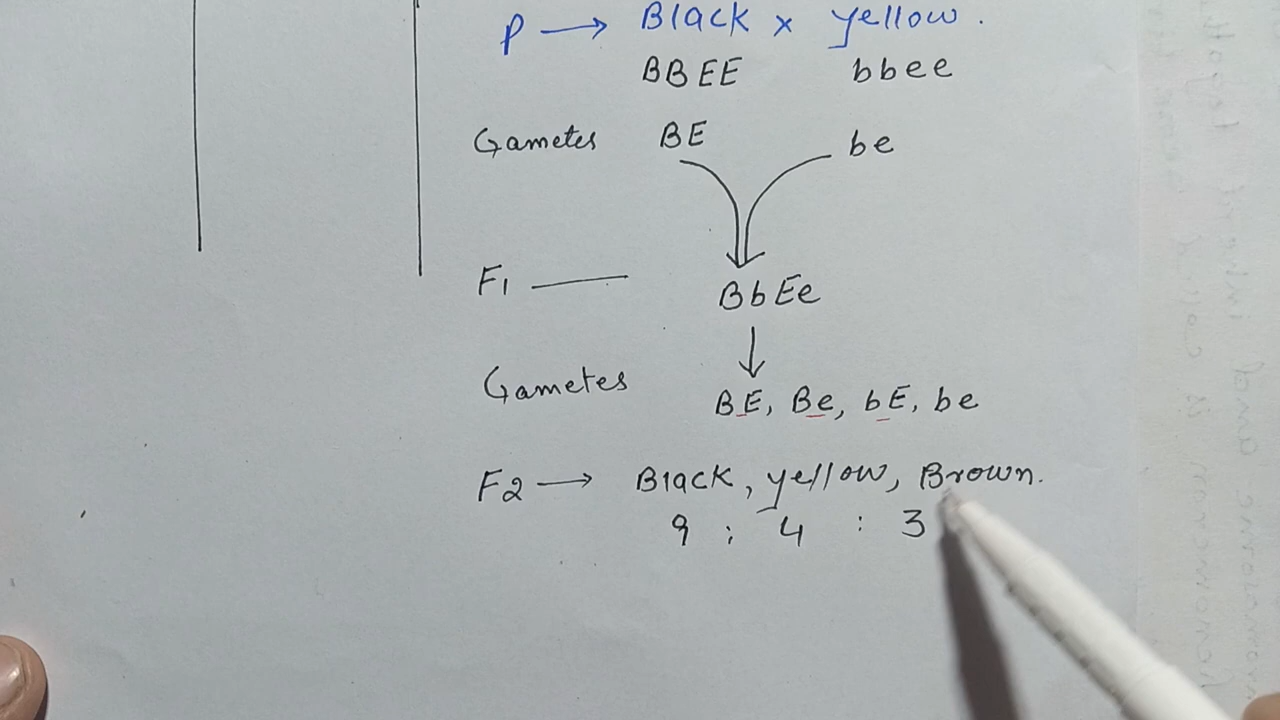 P → Black x yellow.
BBEE bbee
Gametes BE be
F1 — BbEe
Gametes BE, Be, bE, be
F2 → Black, yellow, Brown.
9 : 4 : 3